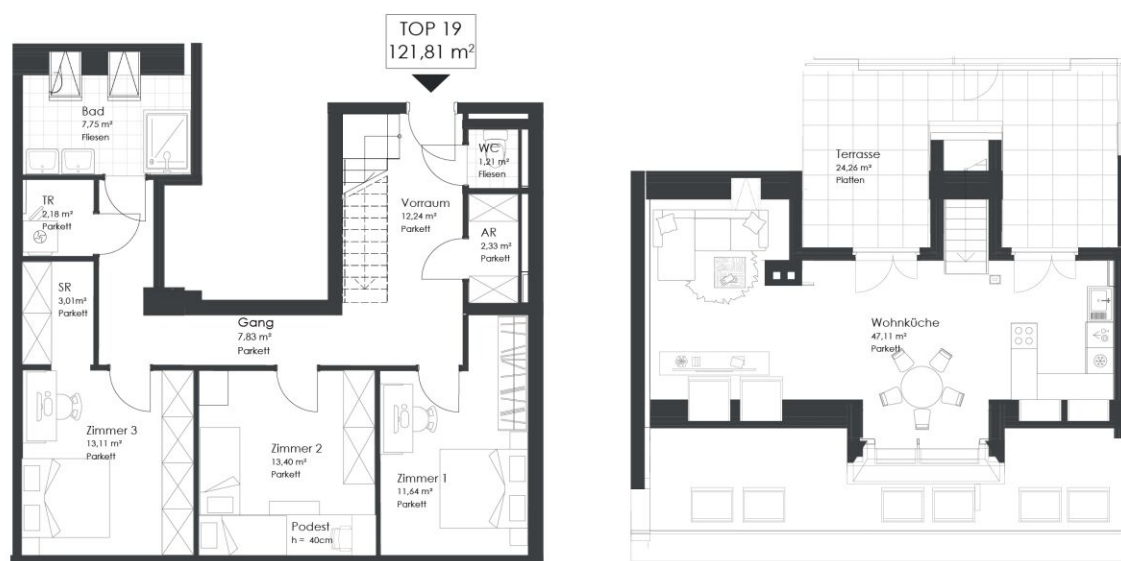 TOP 19
121,81 m²
Bad
7,75 m²
Fliesen
WC
1,21 m²
Fliesen
TR
2,18 m²
Parkett
Vorraum
12,24 m²
Parkett
AR
2,33 m²
Parkett
SR
3,01m²
Parkett
Gang
7,83 m²
Parkett
Zimmer 3
13,11 m²
Parkett
Zimmer 2
13,40 m²
Parkett
Podest
h = 40cm
Zimmer 1
11,64 m²
Parkett
Terrasse
24,26 m²
Platten
Wohnküche
47,11 m²
Parkett